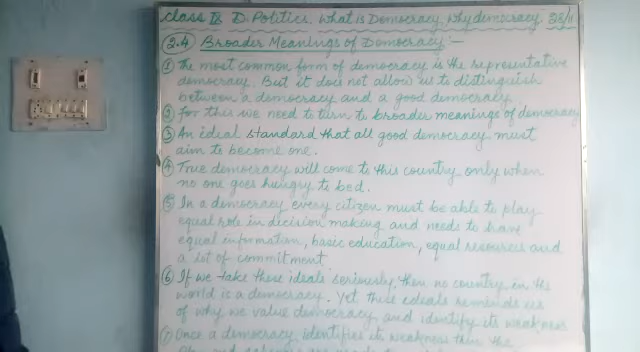 Class D. Politics. What is Democracy, Why democracy.
2.4 Broader Meanings of Democracy:-
① The most common form of democracy is the representative
democracy. But it does not allow us to distinguish
between a democracy and a good democracy.
② For this we need to turn to broader meanings of democracy
③ An ideal standard that all good democracy must
aim to become one.
④ True democracy will come to this country only when
no one goes hungry to bed.
⑤ In a democracy every citizen must be able to play
equal role in decision making and needs to have
equal information, basic education, equal resources and
a lot of commitment
⑥ If we take these ideals seriously, then no country in the
world is a democracy. Yet these ideals reminds us
of why we value democracy and identify its weakness
⑦ Once a democracy identifies its weakness then the